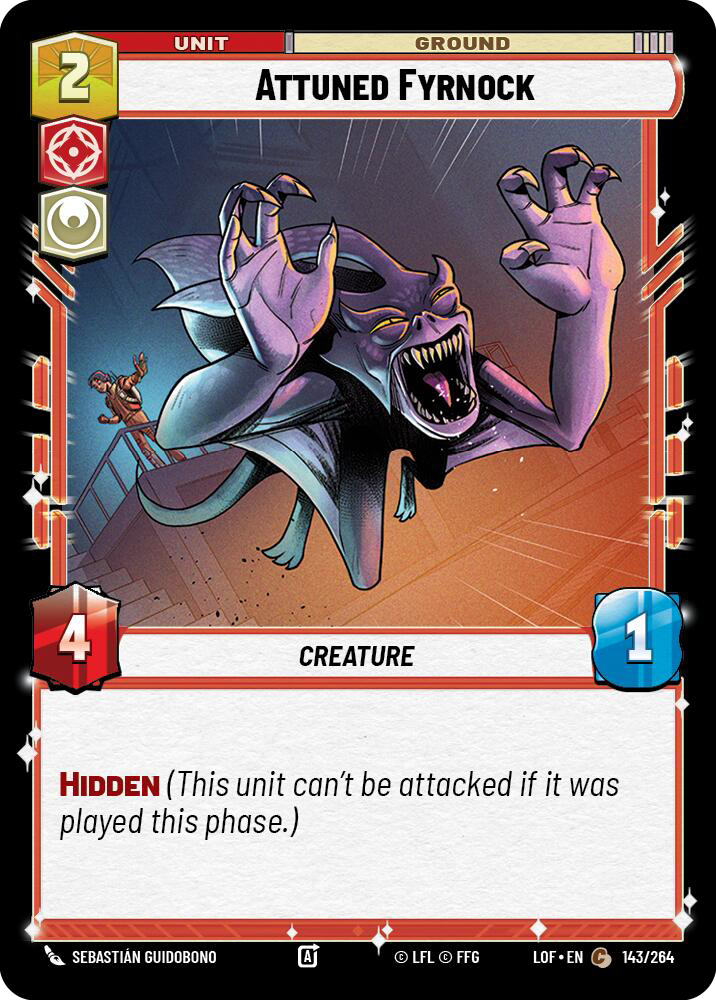 UNIT
GROUND
2
ATTUNED FYRNOCK
4
CREATURE
1
HIDDEN (This unit can't be attacked if it was
played this phase.)
SEBASTIÁN GUIDOBONO
A
© LFL © FFG
LOF • EN
C
143/264